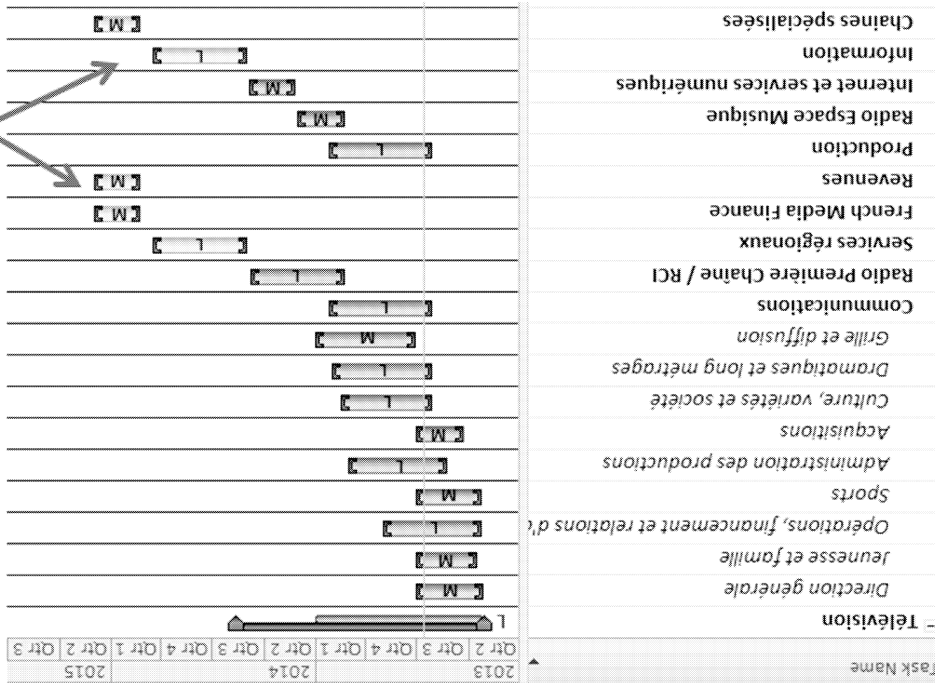 Task Name
2013 2014 2015
Qtr 2 Qtr 3 Qtr 4 Qtr 1 Qtr 2 Qtr 3 Qtr 4 Qtr 1 Qtr 2 Qtr 3
Télévision L
Direction générale M
Jeunesse et famille M
Opérations, financement et relations d' L
Sports M
Administration des productions L
Acquisitions M
Culture, variétés et société L
Dramatiques et long métrages L
Grille et diffusion M
Communications L
Radio Première Chaîne / RCI L
Services régionaux L
French Media Finance M
Revenues M
Production L
Radio Espace Musique M
Internet et services numériques M
Information L
Chaines spécialisées M